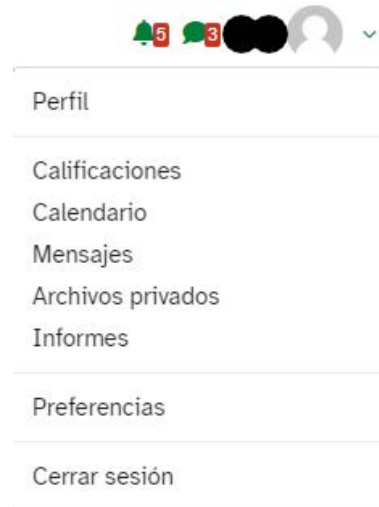 5 3
Perfil
Calificaciones
Calendario
Mensajes
Archivos privados
Informes
Preferencias
Cerrar sesión